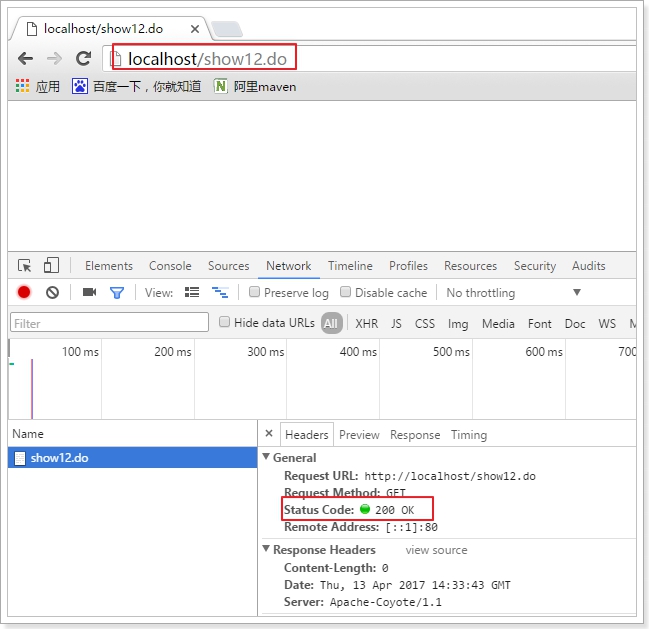 localhost/show12.do
localhost/show12.do
应用 百度一下，你就知道 阿里maven
Elements Console Sources Network Timeline Profiles Resources Security Audits
View: Preserve log Disable cache No throttling
Filter Hide data URLs All XHR JS CSS Img Media Font Doc WS M
100 ms 200 ms 300 ms 400 ms 500 ms 600 ms 700
Name
show12.do
× Headers Preview Response Timing
General
Request URL: http://localhost/show12.do
Request Method: GET
Status Code: 200 OK
Remote Address: [::1]:80
Response Headers view source
Content-Length: 0
Date: Thu, 13 Apr 2017 14:33:43 GMT
Server: Apache-Coyote/1.1